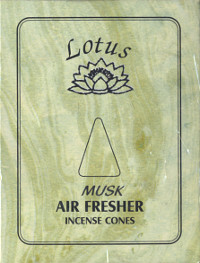 Lotus
MUSK
AIR FRESHER
INCENSE CONES